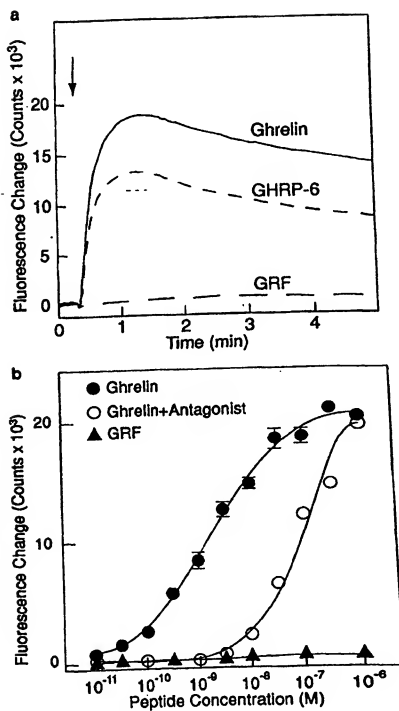 a
Fluorescence Change (Counts x 10³)
20
15
10
5
0
Ghrelin
GHRP-6
GRF
0 1 2 3 4
Time (min)
b
Fluorescence Change (Counts x 10³)
Ghrelin
Ghrelin+Antagonist
GRF
20
10
0
10⁻¹¹ 10⁻¹⁰ 10⁻⁹ 10⁻⁸ 10⁻⁷ 10⁻⁶
Peptide Concentration (M)